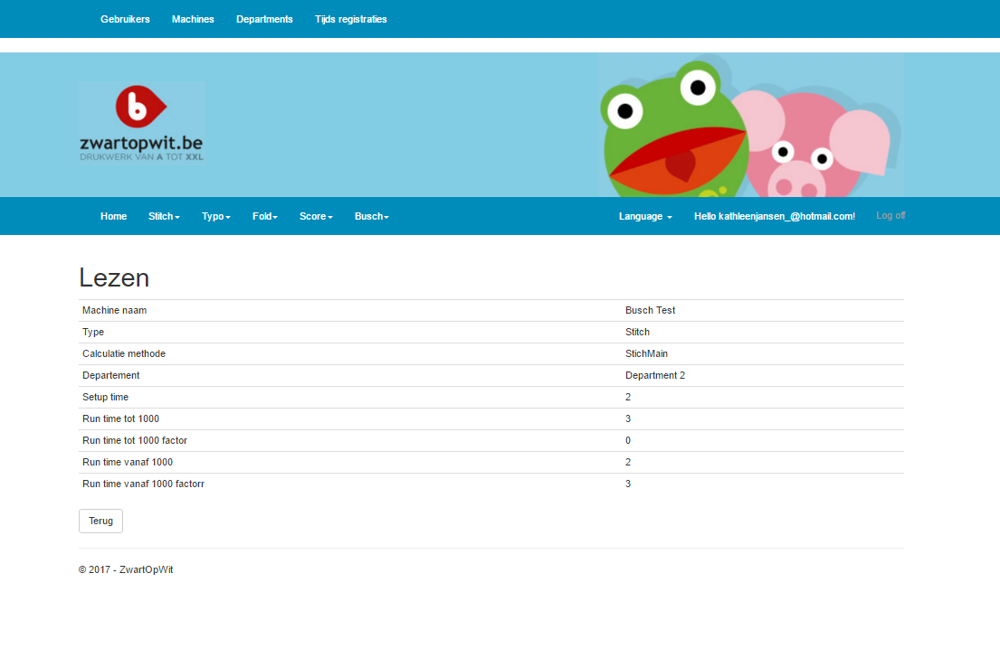 Gebruikers Machines Departments Tijds registraties
b
zwartopwit.be
DRUKWERK VAN A TOT XXL
Home Stitch Typo Fold Score Busch Language Hello kathleenjansen_@hotmail.com! Log off
Lezen
Machine naam Busch Test
Type Stitch
Calculatie methode StichMain
Departement Department 2
Setup time 2
Run time tot 1000 3
Run time tot 1000 factor 0
Run time vanaf 1000 2
Run time vanaf 1000 factorr 3
Terug
© 2017 - ZwartOpWit